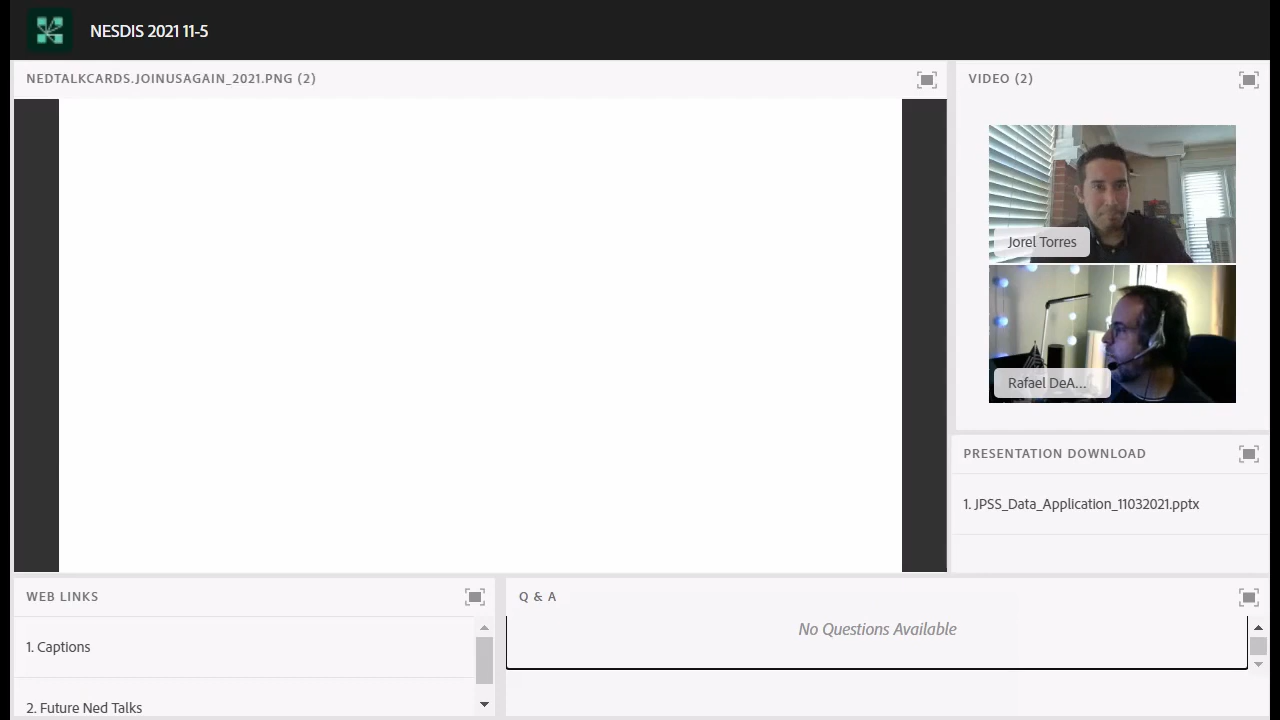 NESDIS 2021 11-5
NEDTALKCARDS.JOINUSAGAIN_2021.PNG (2)
VIDEO (2)
Jorel Torres
Rafael DeA...
PRESENTATION DOWNLOAD
1. JPSS_Data_Application_11032021.pptx
WEB LINKS
1. Captions
2. Future Ned Talks
Q & A
No Questions Available